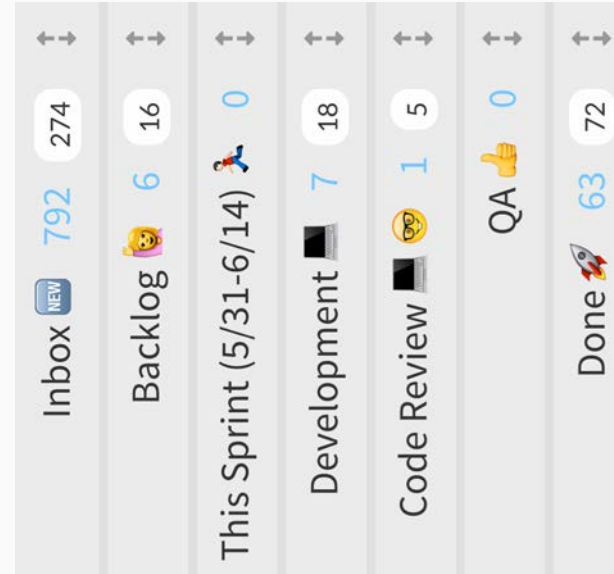 Inbox 🆕 792 274
Backlog 🙋 6 16
This Sprint (5/31-6/14) 🏃 0
Development 💻 7 18
Code Review 💻 🤓 1 5
QA 👍 0
Done 🚀 63 72